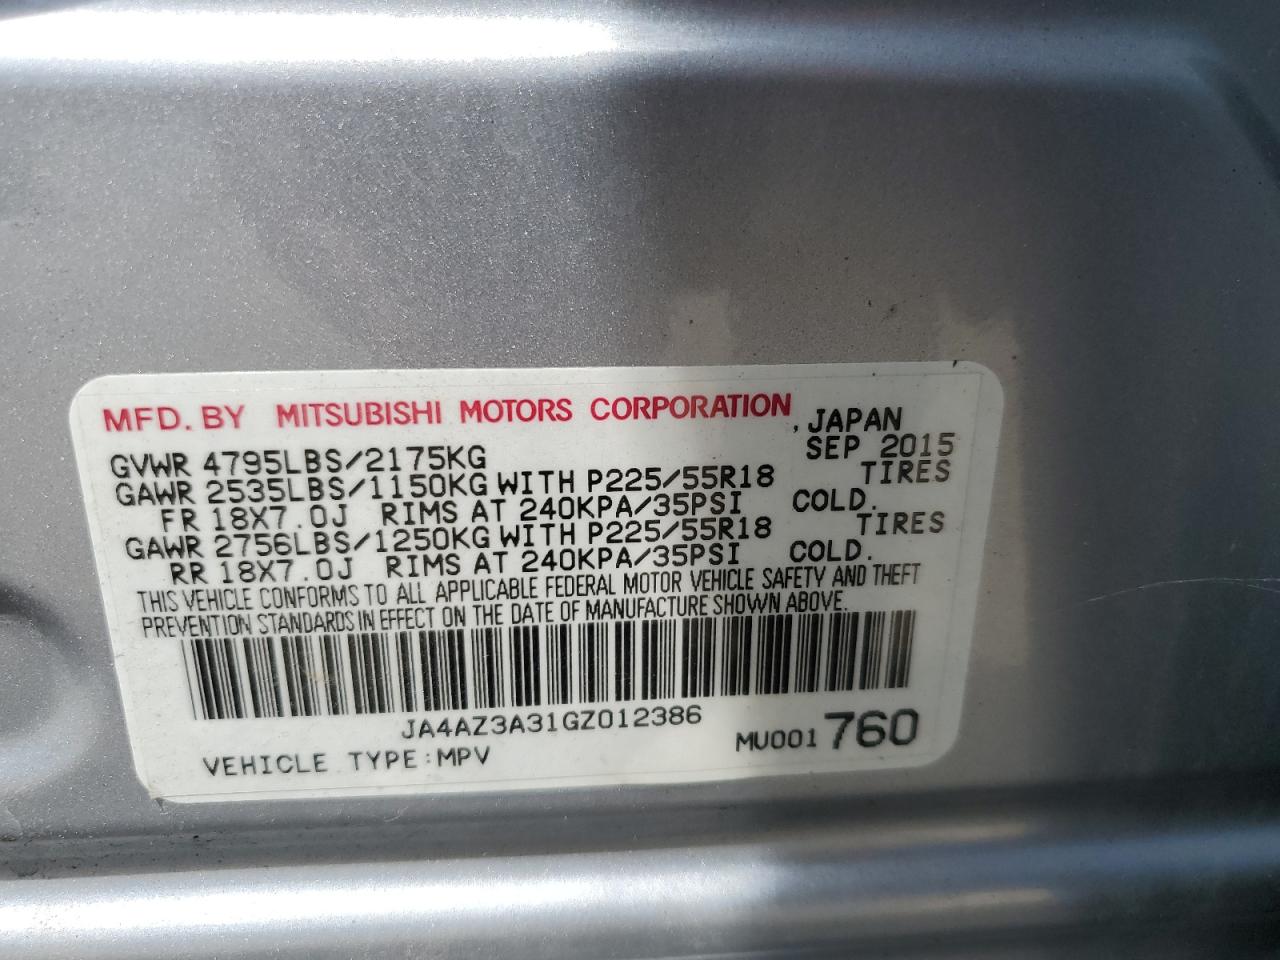 MFD. BY MITSUBISHI MOTORS CORPORATION, JAPAN
GVWR 4795LBS/2175KG SEP 2015
GAWR 2535LBS/1150KG WITH P225/55R18 TIRES
FR 18X7.0J RIMS AT 240KPA/35PSI COLD.
GAWR 2756LBS/1250KG WITH P225/55R18 TIRES
RR 18X7.0J RIMS AT 240KPA/35PSI COLD.
THIS VEHICLE CONFORMS TO ALL APPLICABLE FEDERAL MOTOR VEHICLE SAFETY AND THEFT
PREVENTION STANDARDS IN EFFECT ON THE DATE OF MANUFACTURE SHOWN ABOVE.
JA4AZ3A31GZ012386
VEHICLE TYPE:MPV MU001760